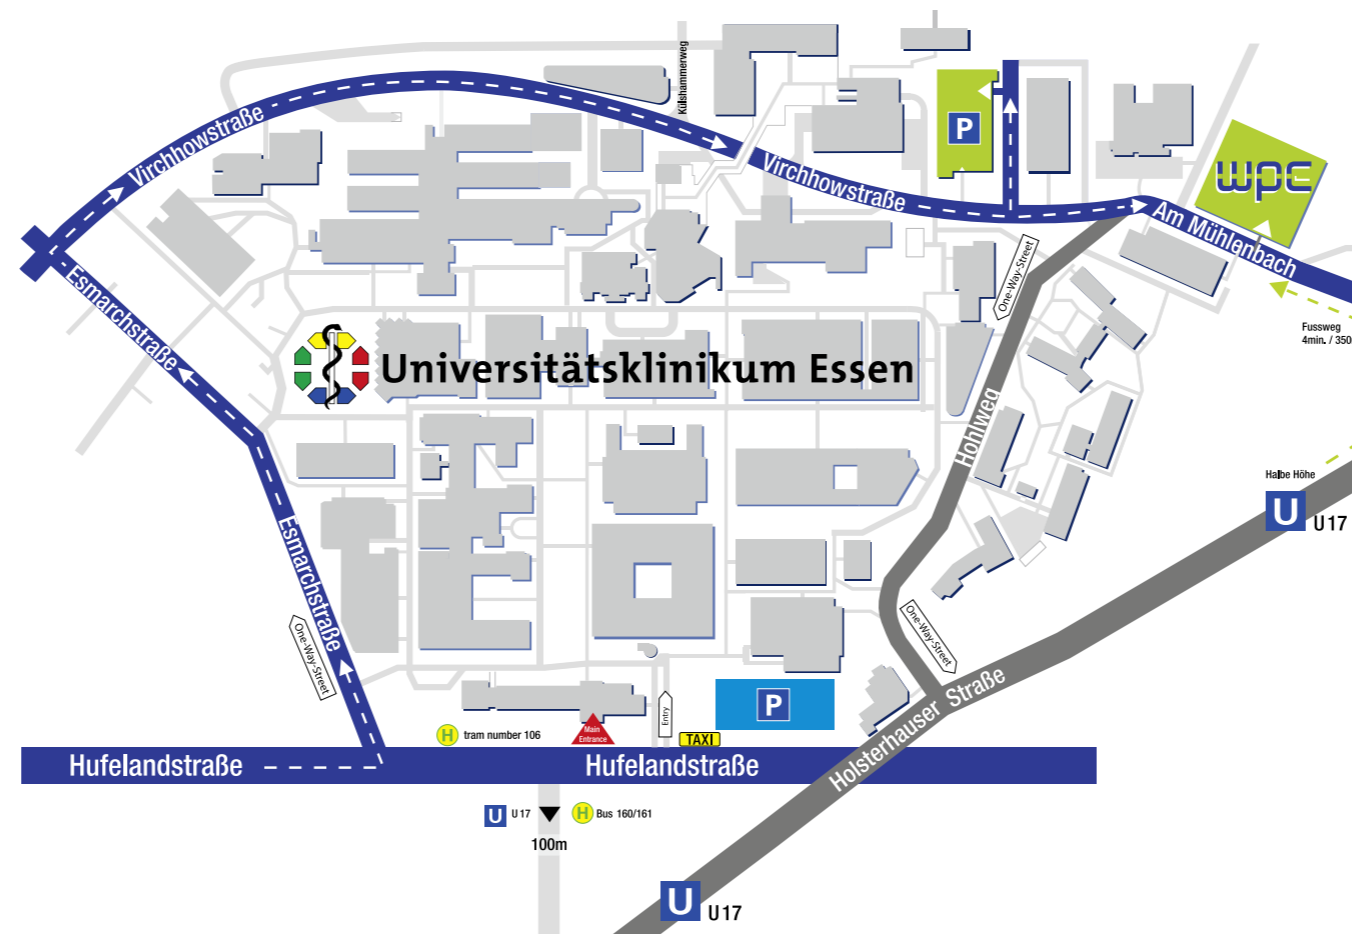 Külshammerweg
Virchhowstraße
P
Virchhowstraße
wpe
Am Mühlenbach
One-Way-Street
Esmarchstraße
Fussweg
4min. / 350
Universitätsklinikum Essen
Hohlweg
Halbe Höhe
U
U17
Esmarchstraße
One-Way-Street
One-Way-Street
P
Entry
Main
Entrance
H
tram number 106
TAXI
Holsterhauser Straße
Hufelandstraße
Hufelandstraße
U
U17
H
Bus 160/161
100m
U
U17